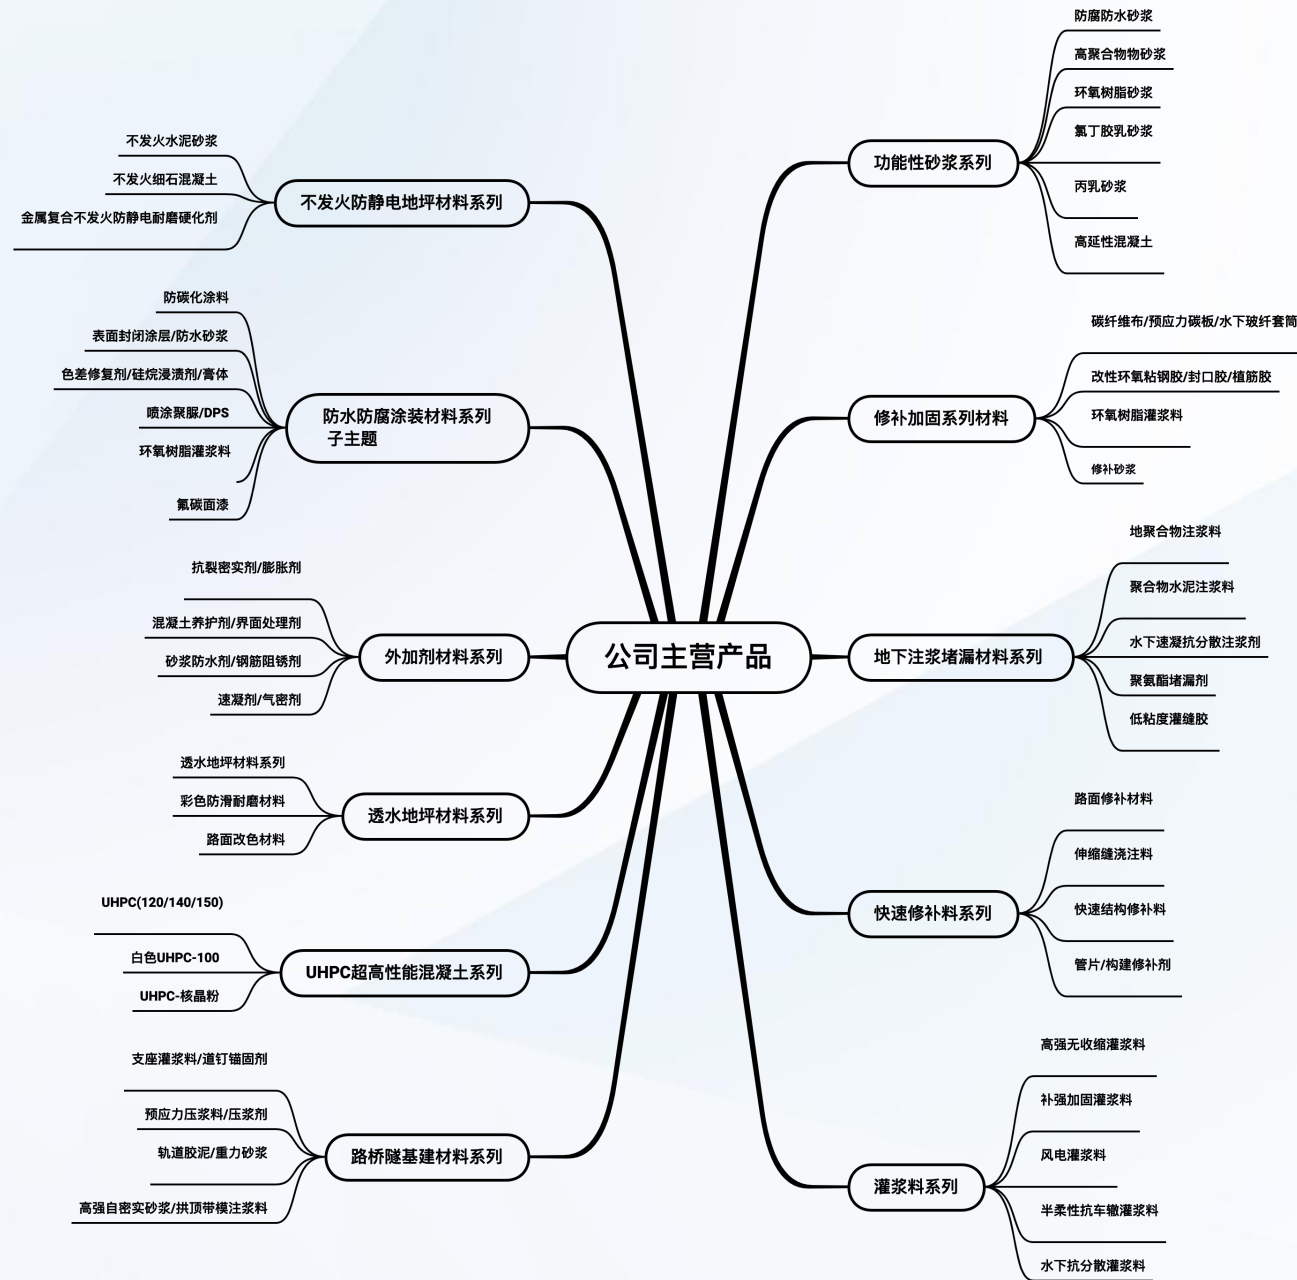 公司主营产品
不发火防静电地坪材料系列
不发火水泥砂浆
不发火细石混凝土
金属复合不发火防静电耐磨硬化剂
防水防腐涂装材料系列
子主题
防碳化涂料
表面封闭涂层/防水砂浆
色差修复剂/硅烷浸渍剂/膏体
喷涂聚脲/DPS
环氧树脂灌浆料
氟碳面漆
外加剂材料系列
抗裂密实剂/膨胀剂
混凝土养护剂/界面处理剂
砂浆防水剂/钢筋阻锈剂
速凝剂/气密剂
透水地坪材料系列
透水地坪材料系列
彩色防滑耐磨材料
路面改色材料
UHPC超高性能混凝土系列
UHPC(120/140/150)
白色UHPC-100
UHPC-核晶粉
路桥隧基建材料系列
支座灌浆料/道钉锚固剂
预应力压浆料/压浆剂
轨道胶泥/重力砂浆
高强自密实砂浆/拱顶带模注浆料
功能性砂浆系列
防腐防水砂浆
高聚合物物砂浆
环氧树脂砂浆
氯丁胶乳砂浆
丙乳砂浆
高延性混凝土
修补加固系列材料
碳纤维布/预应力碳板/水下玻纤套筒
改性环氧粘钢胶/封口胶/植筋胶
环氧树脂灌浆料
修补砂浆
地下注浆堵漏材料系列
地聚合物注浆料
聚合物水泥注浆料
水下速凝抗分散注浆剂
聚氨酯堵漏剂
低粘度灌缝胶
快速修补料系列
路面修补材料
伸缩缝浇注料
快速结构修补料
管片/构建修补剂
灌浆料系列
高强无收缩灌浆料
补强加固灌浆料
风电灌浆料
半柔性抗车辙灌浆料
水下抗分散灌浆料